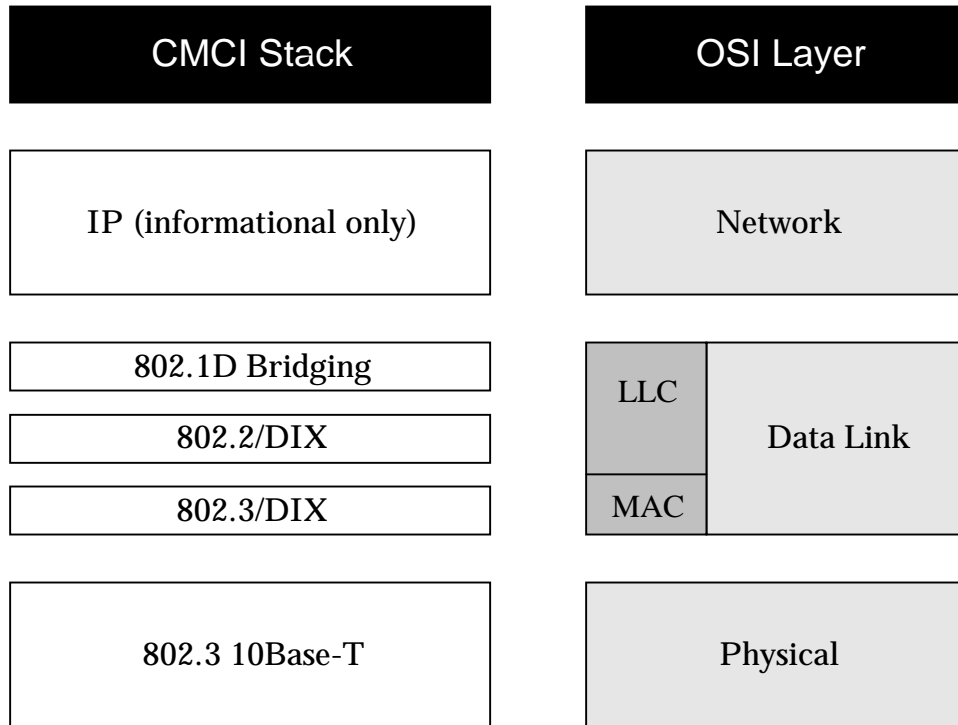 CMCI Stack
OSI Layer
IP (informational only)
Network
802.1D Bridging
802.2/DIX
802.3/DIX
LLC
MAC
Data Link
802.3 10Base-T
Physical